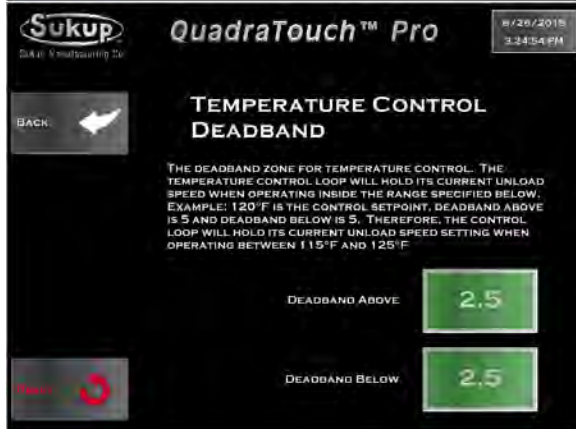 Sukup
Sukup Manufacturing Co.
QuadraTouch™ Pro
8/26/2015
3:24:54 PM
BACK
TEMPERATURE CONTROL
DEADBAND
THE DEADBAND ZONE FOR TEMPERATURE CONTROL. THE
TEMPERATURE CONTROL LOOP WILL HOLD ITS CURRENT UNLOAD
SPEED WHEN OPERATING INSIDE THE RANGE SPECIFIED BELOW.
EXAMPLE: 120°F IS THE CONTROL SETPOINT, DEADBAND ABOVE
IS 5 AND DEADBAND BELOW IS 5. THEREFORE, THE CONTROL
LOOP WILL HOLD ITS CURRENT UNLOAD SPEED SETTING WHEN
OPERATING BETWEEN 115°F AND 125°F
DEADBAND ABOVE
2.5
DEADBAND BELOW
2.5